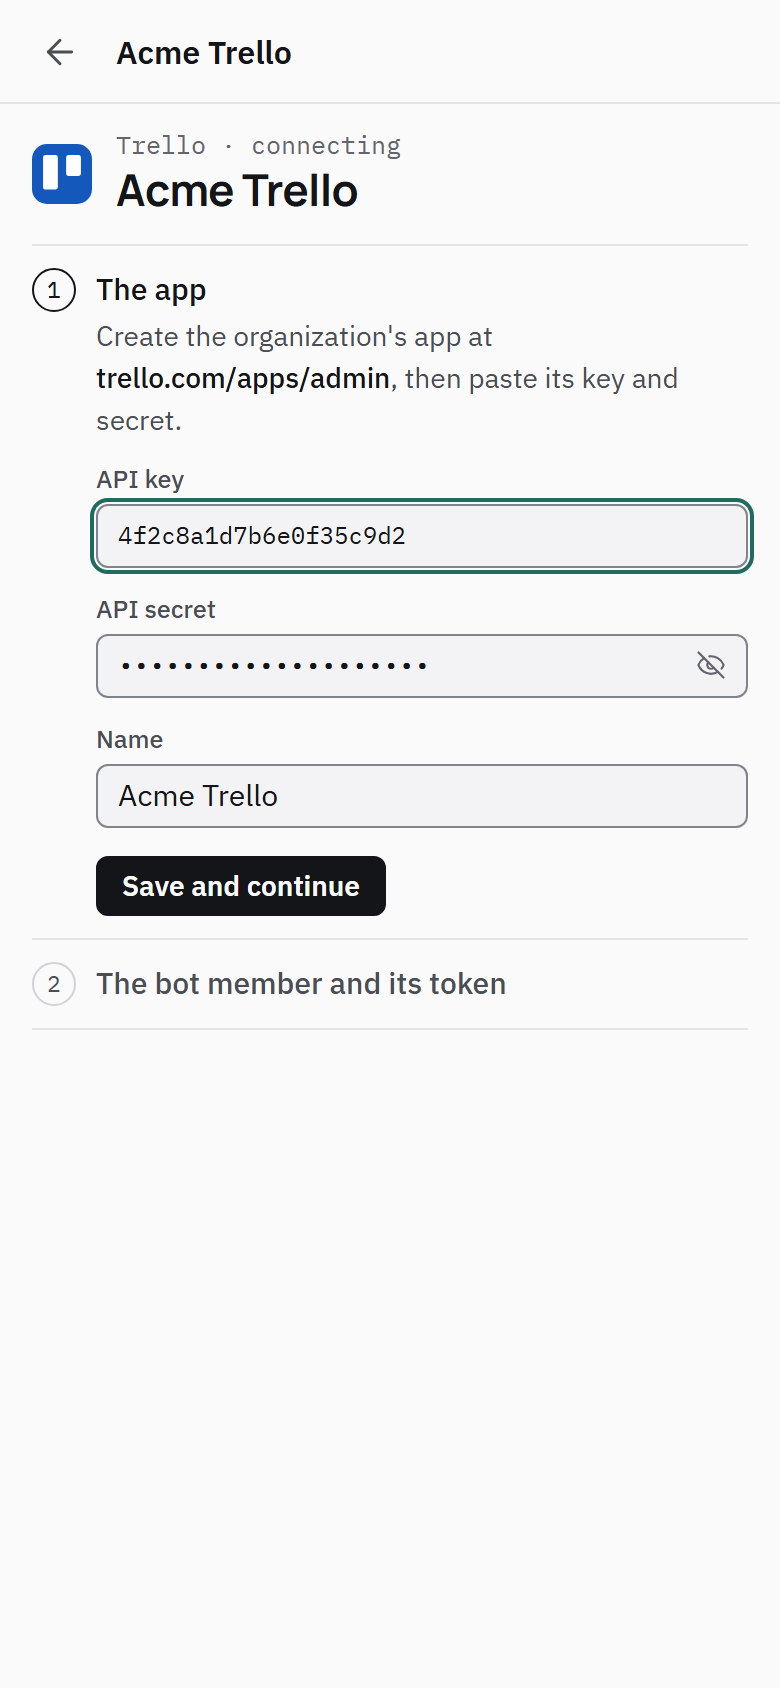 Acme Trello
Trello · connecting
Acme Trello
1 The app
Create the organization's app at
trello.com/apps/admin, then paste its key and
secret.
API key
4f2c8a1d7b6e0f35c9d2
API secret
••••••••••••••••••••
Name
Acme Trello
Save and continue
2 The bot member and its token